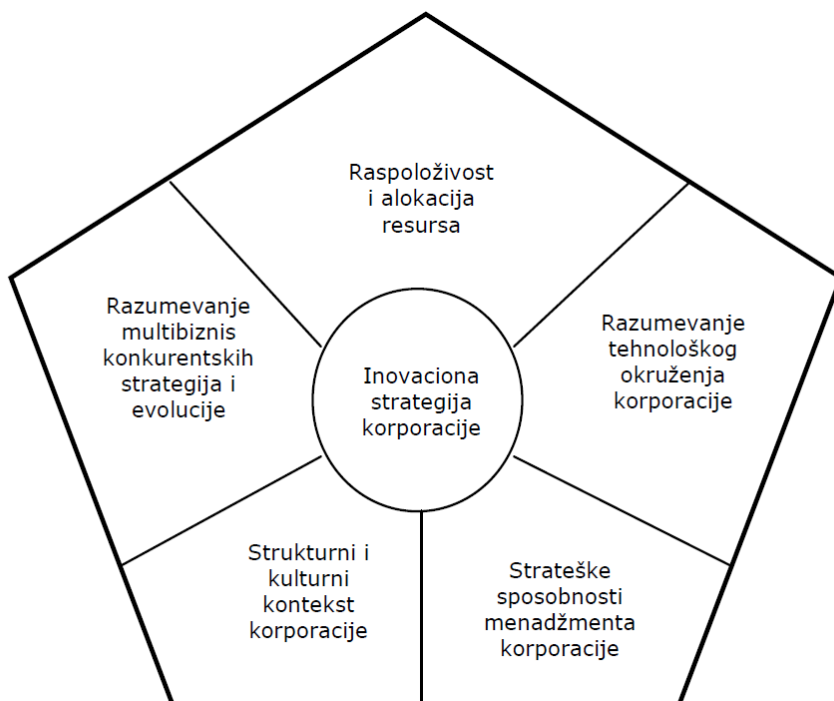 Raspoloživost
i alokacija
resursa
Razumevanje
multibiznis
konkurentskih
strategija i
evolucije
Inovaciona
strategija
korporacije
Razumevanje
tehnološkog
okruženja
korporacije
Strukturni i
kulturni
kontekst
korporacije
Strateške
sposobnosti
menadžmenta
korporacije